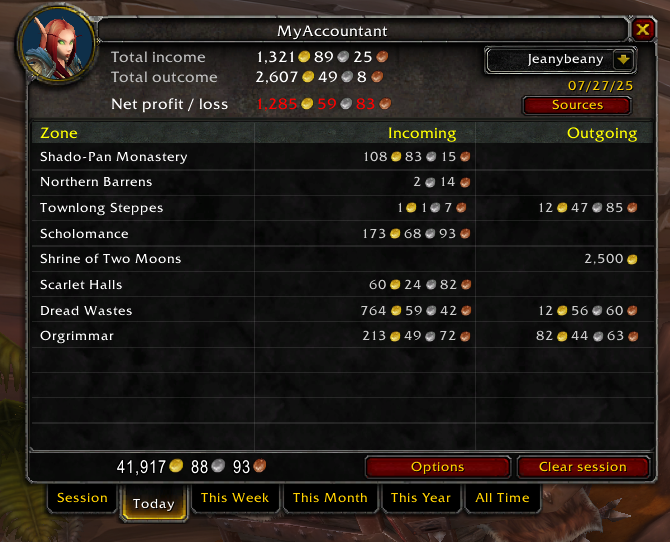 MyAccountant
Total income 1,321 89 25
Jeanybeany
Total outcome 2,607 49 8
07/27/25
Net profit / loss 1,285 59 83
Sources
Zone Incoming Outgoing
Shado-Pan Monastery 108 83 15
Northern Barrens 2 14
Townlong Steppes 1 1 7 12 47 85
Scholomance 173 68 93
Shrine of Two Moons 2,500
Scarlet Halls 60 24 82
Dread Wastes 764 59 42 12 56 60
Orgrimmar 213 49 72 82 44 63
41,917 88 93 Options Clear session
Session Today This Week This Month This Year All Time